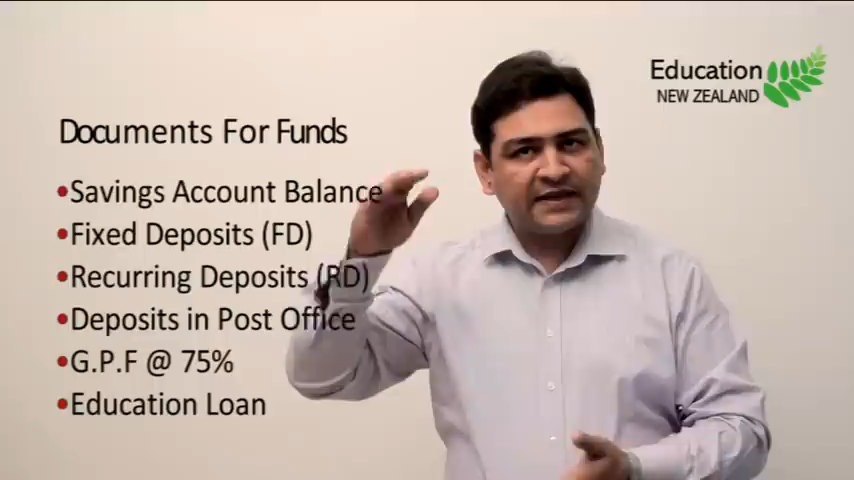 Education
NEW ZEALAND
Documents For Funds
•Savings Account Balance
•Fixed Deposits (FD)
•Recurring Deposits (RD)
•Deposits in Post Office
•G.P.F @ 75%
•Education Loan